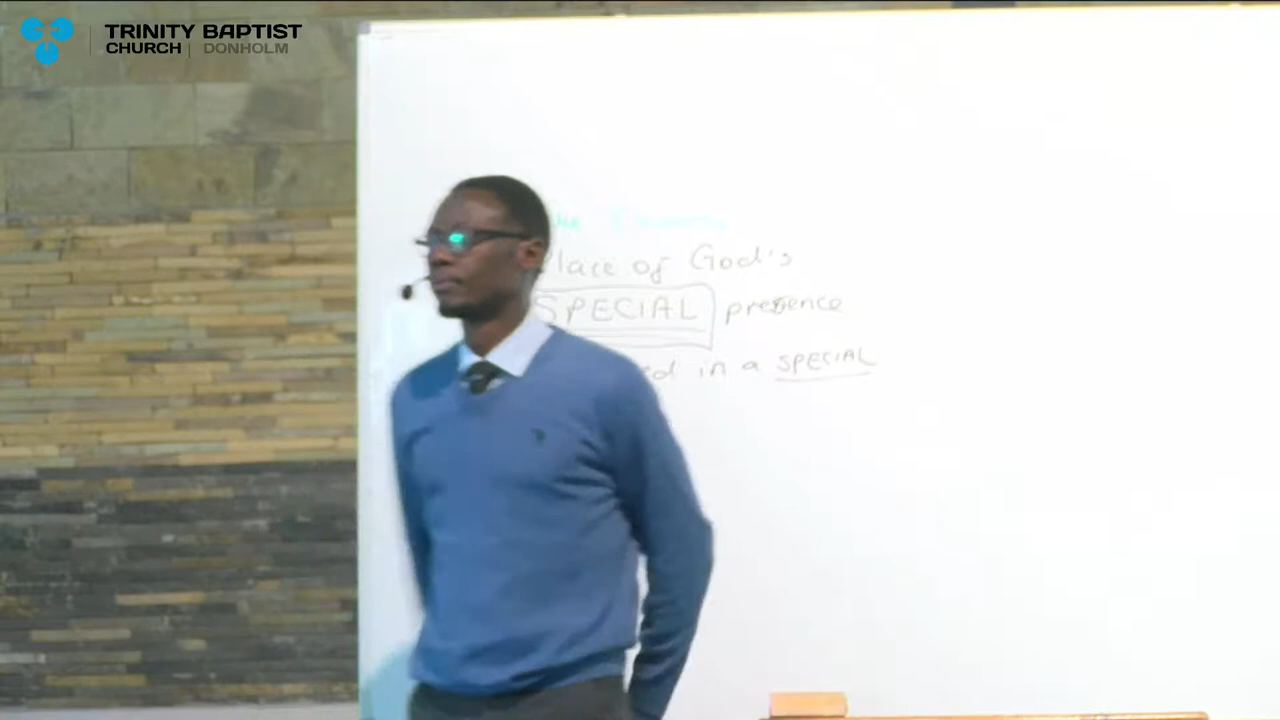 TRINITY BAPTIST
CHURCH | DONHOLM
Place of God's
SPECIAL presence
in a SPECIAL